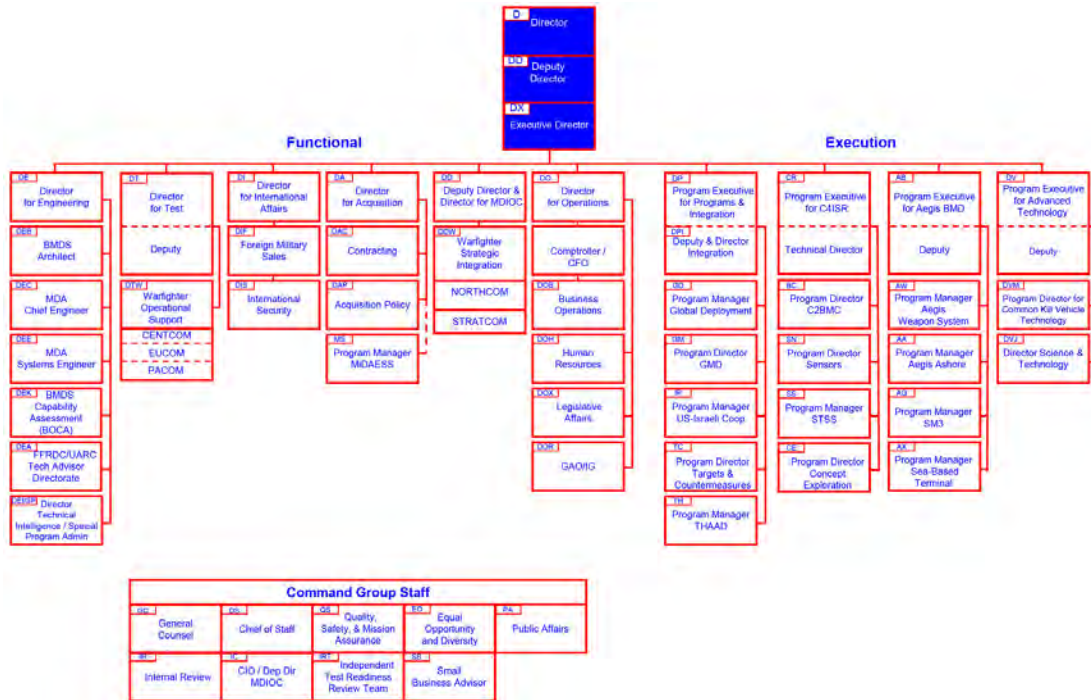 D
Director
DD
Deputy
Director
DX
Executive Director
Functional
Execution
DE
Director
for Engineering
DEB
BMDS
Architect
DEC
MDA
Chief Engineer
DEE
MDA
Systems Engineer
DEK
BMDS
Capability
Assessment
(BOCA)
DEA
FFRDC/UARC
Tech Advisor
Directorate
Director
Technical
Intelligence / Special
Program Admin
DT
Director
for Test
Deputy
DTW
Warfighter
Operational
Support
CENTCOM
EUCOM
PACOM
DI
Director
for International
Affairs
DIF
Foreign Military
Sales
DIS
International
Security
DA
Director
for Acquisition
DAC
Contracting
DAP
Acquisition Policy
MS
Program Manager
MiDAESS
DD
Deputy Director &
Director for MDIOC
DDW
Warfighter
Strategic
Integration
NORTHCOM
STRATCOM
DO
Director
for Operations
Comptroller /
CFO
DOB
Business
Operations
DOH
Human
Resources
DOX
Legislative
Affairs
DOR
GAO/IG
DP
Program Executive
for Programs &
Integration
DPI
Deputy & Director
Integration
GD
Program Manager
Global Deployment
GM
Program Director
GMD
IR
Program Manager
US-Israeli Coop
TC
Program Director
Targets &
Countermeasures
TH
Program Manager
THAAD
CR
Program Executive
for C4ISR
Technical Director
BC
Program Director
C2BMC
SN
Program Director
Sensors
SS
Program Manager
STSS
CE
Program Director
Concept
Exploration
AB
Program Executive
for Aegis BMD
Deputy
AW
Program Manager
Aegis
Weapon System
AA
Program Manager
Aegis Ashore
Program Manager
SM3
AX
Program Manager
Sea-Based
Terminal
DV
Program Executive
for Advanced
Technology
Deputy
DVM
Program Director for
Common Kill Vehicle
Technology
DVJ
Director Science &
Technology
Command Group Staff
GC
General
Counsel
DS
Chief of Staff
QS
Quality,
Safety, & Mission
Assurance
EO
Equal
Opportunity
and Diversity
PA
Public Affairs
Internal Review
IC
CIO / Dep Dir
MDIOC
IRT
Independent
Test Readiness
Review Team
SB
Small
Business Advisor